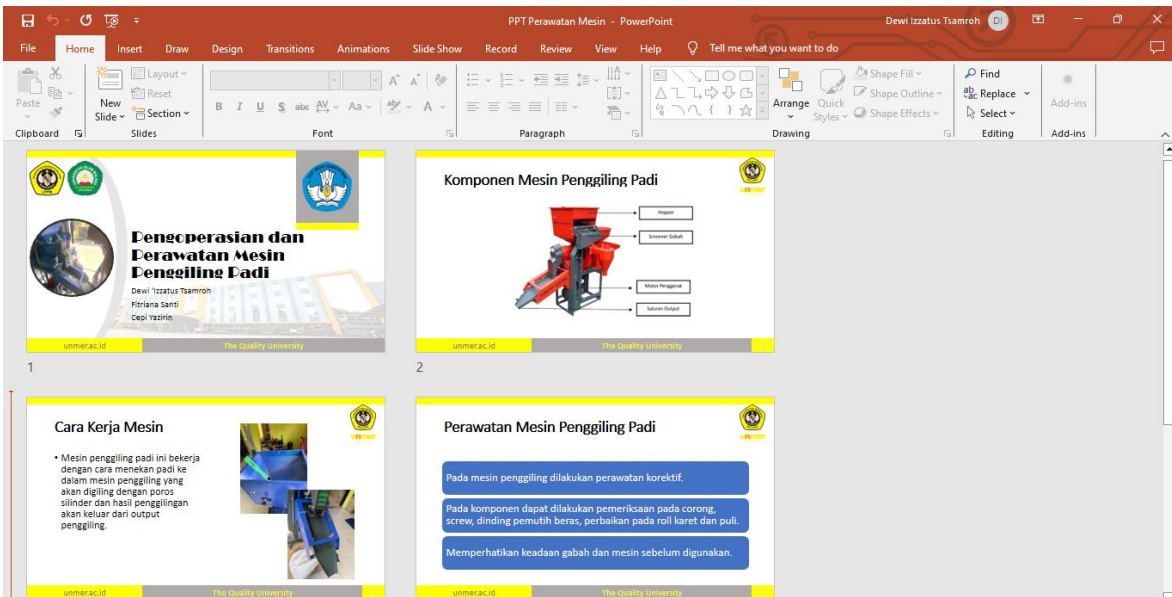 PPT Perawatan Mesin - PowerPoint
Dewi Izzatus Tsamroh
DI
File Home Insert Draw Design Transitions Animations Slide Show Record Review View Help Tell me what you want to do
Paste
Clipboard
New Slide
Layout
Reset
Section
Slides
B I U S abc AV Aa A
Font
Paragraph
Arrange
Quick Styles
Shape Fill
Shape Outline
Shape Effects
Drawing
Find
Replace
Select
Editing
Add-ins
Add-ins
Pengoperasian dan
Perawatan Mesin
Penggiling Padi
Dewi 'Izzatus Tsamroh
Fitriana Santi
Cepi Yazirin
unmer.ac.id
The Quality University
1
Komponen Mesin Penggiling Padi
unmer
Hopper
Screener Gabah
Motor Penggerak
Saluran Output
unmer.ac.id
The Quality University
2
Cara Kerja Mesin
unmer
• Mesin penggiling padi ini bekerja
dengan cara menekan padi ke
dalam mesin penggiling yang
akan digiling dengan poros
silinder dan hasil penggilingan
akan keluar dari output
penggiling.
unmer.ac.id
The Quality University
Perawatan Mesin Penggiling Padi
unmer
Pada mesin penggiling dilakukan perawatan korektif.
Pada komponen dapat dilakukan pemeriksaan pada corong,
screw, dinding pemutih beras, perbaikan pada roll karet dan puli.
Memperhatikan keadaan gabah dan mesin sebelum digunakan.
unmer.ac.id
The Quality University